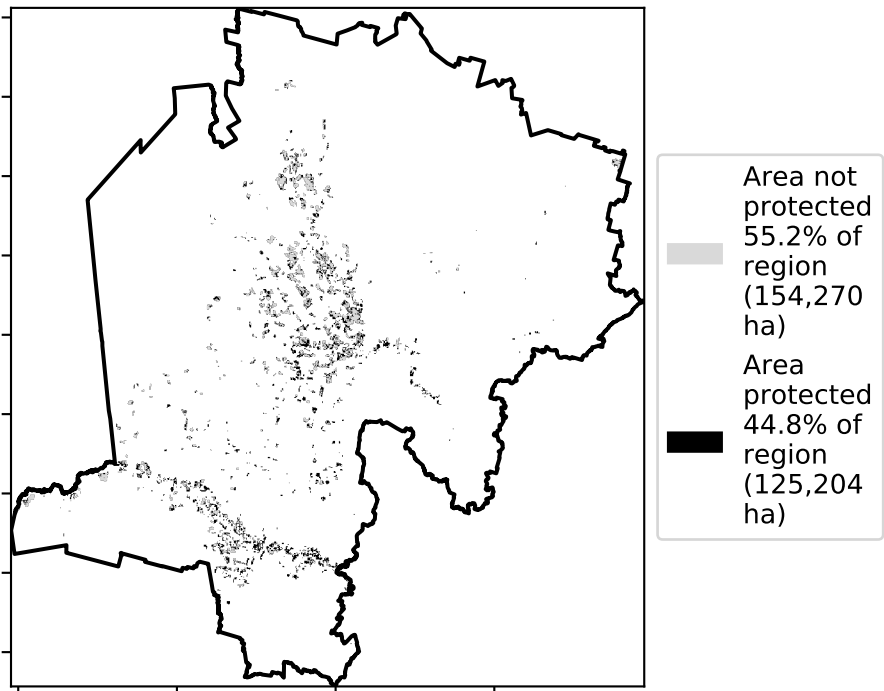 Area not
protected
55.2% of
region
(154,270
ha)
Area
protected
44.8% of
region
(125,204
ha)